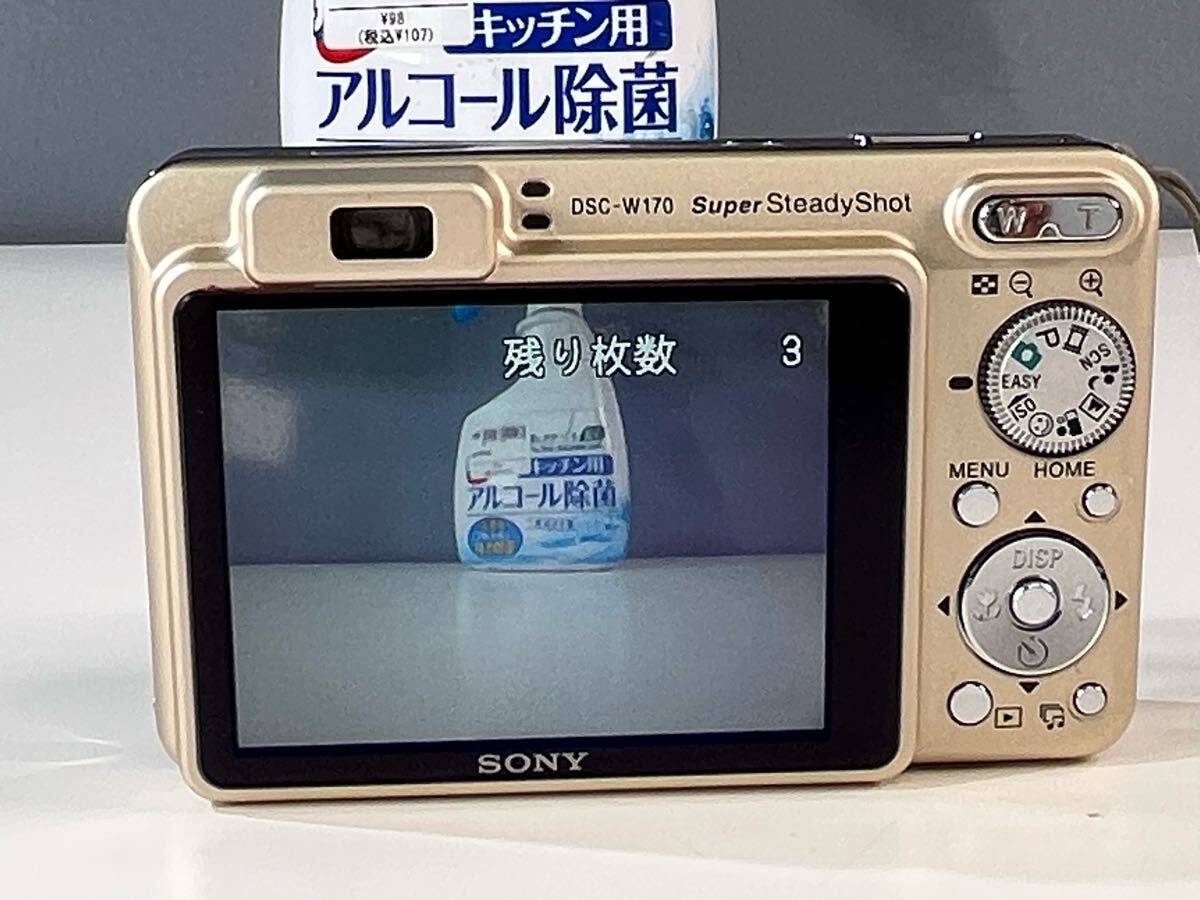 ¥98
(税込¥107)
キッチン用
アルコール除菌
DSC-W170 Super SteadyShot
W T
残り枚数 3
キッチン用
アルコール除菌
P
SCN
EASY
ISO
MENU HOME
DISP
SONY